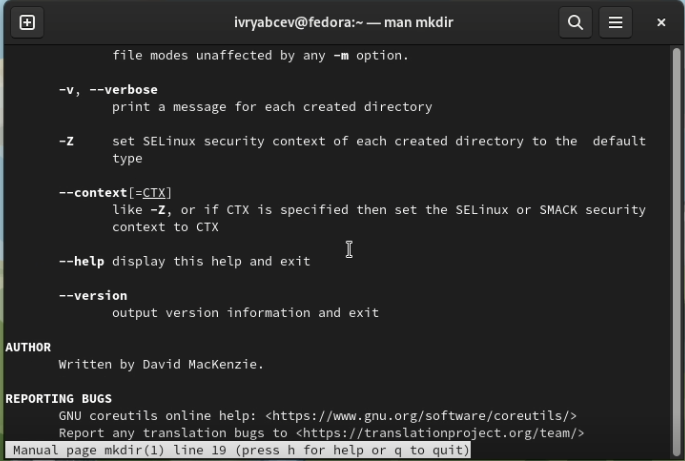 ivryabcev@fedora:~ — man mkdir
file modes unaffected by any -m option.
-v, --verbose
print a message for each created directory
-Z set SELinux security context of each created directory to the default
type
--context[=CTX]
like -Z, or if CTX is specified then set the SELinux or SMACK security
context to CTX
--help display this help and exit
--version
output version information and exit
AUTHOR
Written by David MacKenzie.
REPORTING BUGS
GNU coreutils online help: <https://www.gnu.org/software/coreutils/>
Report any translation bugs to <https://translationproject.org/team/>
Manual page mkdir(1) line 19 (press h for help or q to quit)